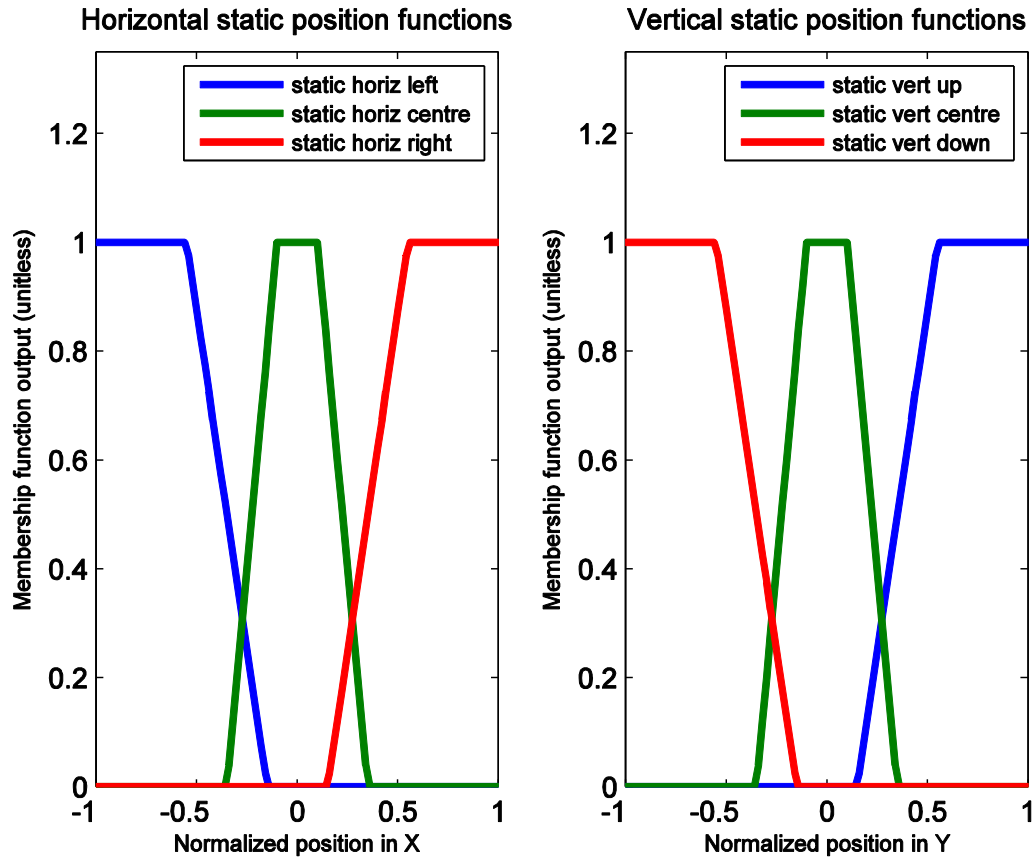 Horizontal static position functions
static horiz left
static horiz centre
static horiz right
Membership function output (unitless)
1.2
1
0.8
0.6
0.4
0.2
0
-1
-0.5
0
0.5
1
Normalized position in X
Vertical static position functions
static vert up
static vert centre
static vert down
Membership function output (unitless)
1.2
1
0.8
0.6
0.4
0.2
0
-1
-0.5
0
0.5
1
Normalized position in Y